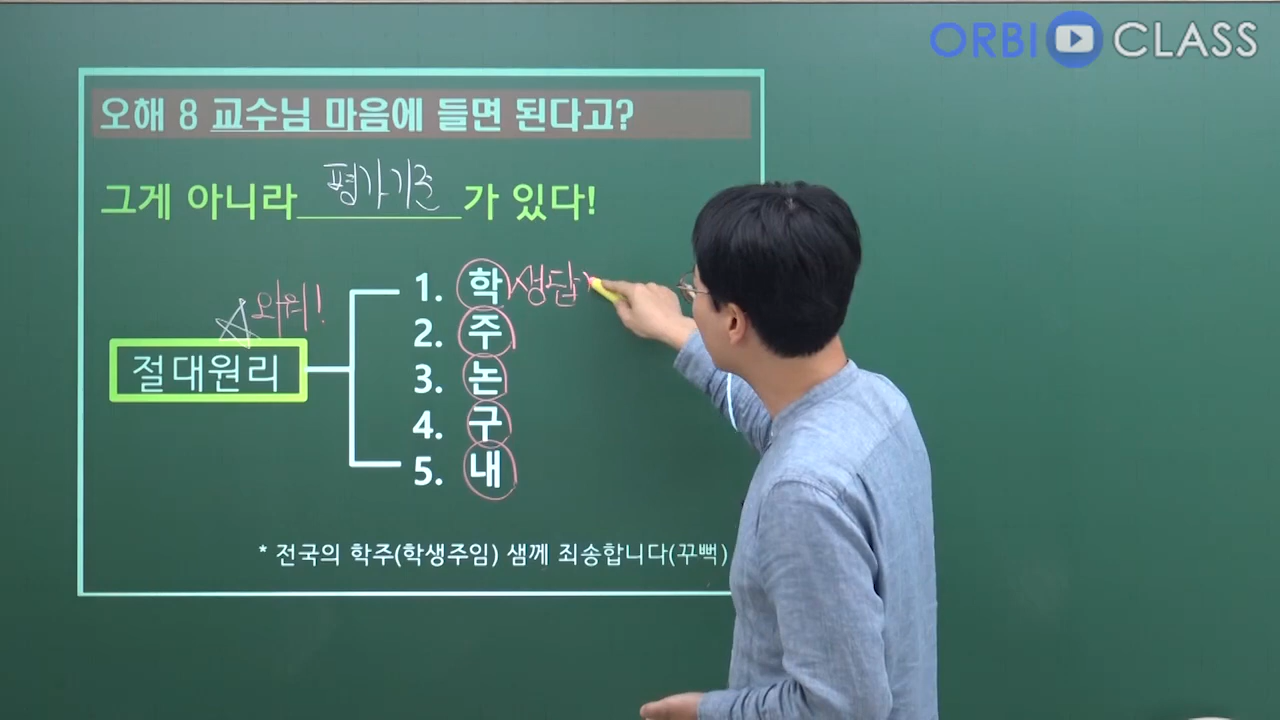 ORBI CLASS
오해 8 교수님 마음에 들면 된다고?
그게 아니라 평가기준 가 있다!
외워!
절대원리
1. 학생답
2. 주
3. 논
4. 구
5. 내
* 전국의 학주(학생주임) 샘께 죄송합니다(꾸뻑)